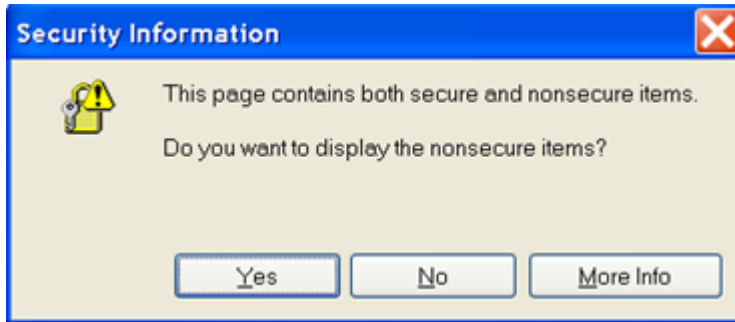 Security Information
This page contains both secure and nonsecure items.
Do you want to display the nonsecure items?
Yes No More Info